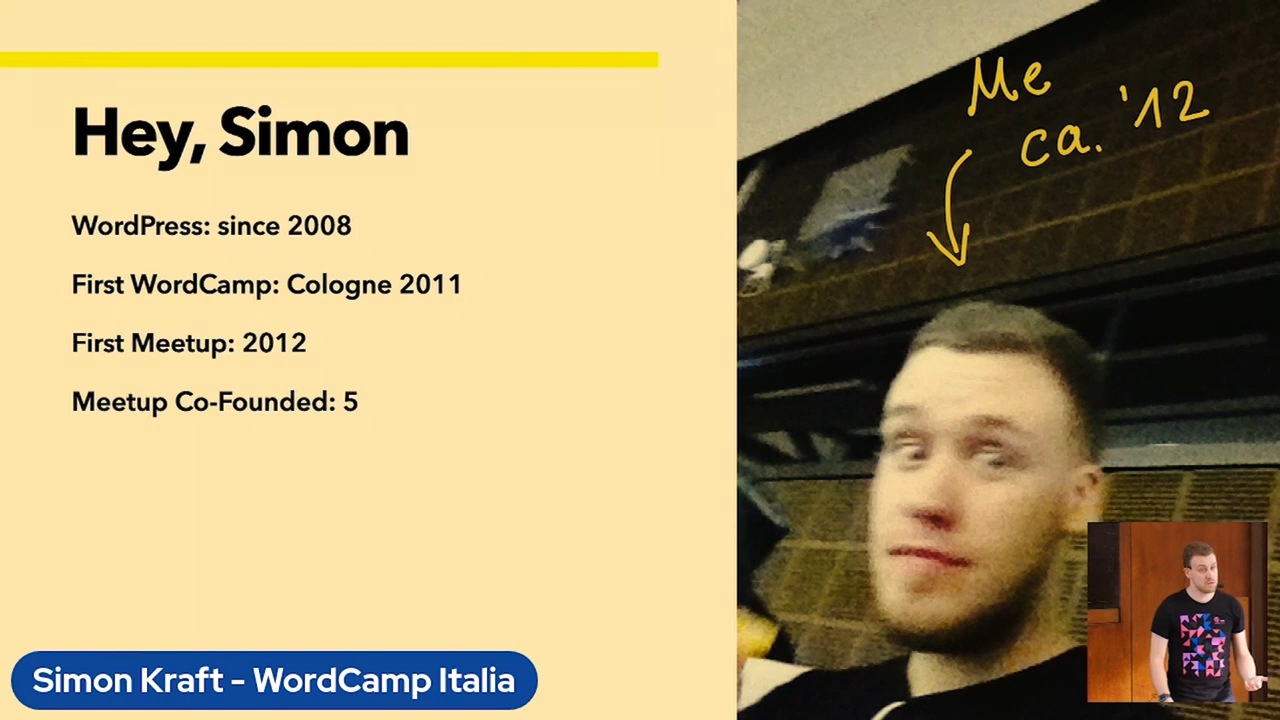 Hey, Simon
WordPress: since 2008
First WordCamp: Cologne 2011
First Meetup: 2012
Meetup Co-Founded: 5
Me
ca. '12
Simon Kraft - WordCamp Italia